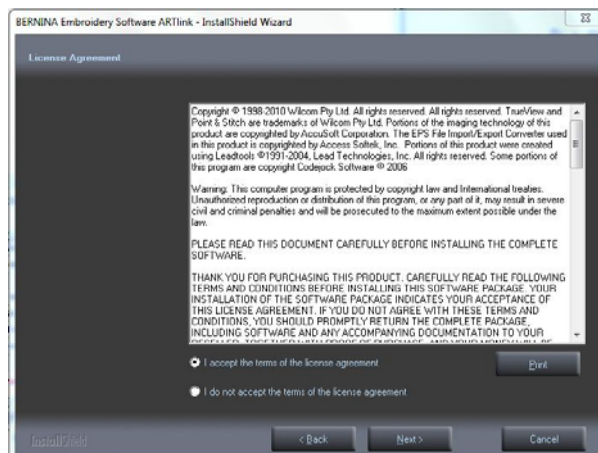 BERNINA Embroidery Software ARTlink - InstallShield Wizard
License Agreement
Copyright © 1998-2010 Wilcom Pty Ltd. All rights reserved. All rights reserved. TrueView and
Point & Stitch are trademarks of Wilcom Pty Ltd. Portions of the imaging technology of this
product are copyrighted by AccuSoft Corporation. The EPS File Import/Export Converter used
in this product is copyrighted by Access Softek, Inc. Portions of this product were created
using Leadtools ©1991-2004, Lead Technologies, Inc. All rights reserved. Some portions of
this program are copyright Codejock Software © 2006
Warning: This computer program is protected by copyright law and International treaties.
Unauthorized reproduction or distribution of this program, or any part of it, may result in severe
civil and criminal penalties and will be prosecuted to the maximum extent possible under the
law.
PLEASE READ THIS DOCUMENT CAREFULLY BEFORE INSTALLING THE COMPLETE
SOFTWARE.
THANK YOU FOR PURCHASING THIS PRODUCT. CAREFULLY READ THE FOLLOWING
TERMS AND CONDITIONS BEFORE INSTALLING THIS SOFTWARE PACKAGE. YOUR
INSTALLATION OF THE SOFTWARE PACKAGE INDICATES YOUR ACCEPTANCE OF
THIS LICENSE AGREEMENT. IF YOU DO NOT AGREE WITH THESE TERMS AND
CONDITIONS, YOU SHOULD PROMPTLY RETURN THE COMPLETE PACKAGE,
INCLUDING SOFTWARE AND ANY ACCOMPANYING DOCUMENTATION TO YOUR
RESELLER, TOGETHER WITH PROOF OF PURCHASE, AND YOUR MONEY WILL BE
I accept the terms of the license agreement
Print
I do not accept the terms of the license agreement
InstallShield
< Back
Next >
Cancel